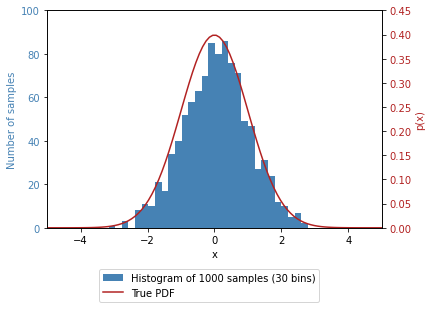 100
80
60
40
20
0
Number of samples
0.45
0.40
0.35
0.30
0.25
0.20
0.15
0.10
0.05
0.00
p(x)
−4 −2 0 2 4
x
Histogram of 1000 samples (30 bins)
True PDF